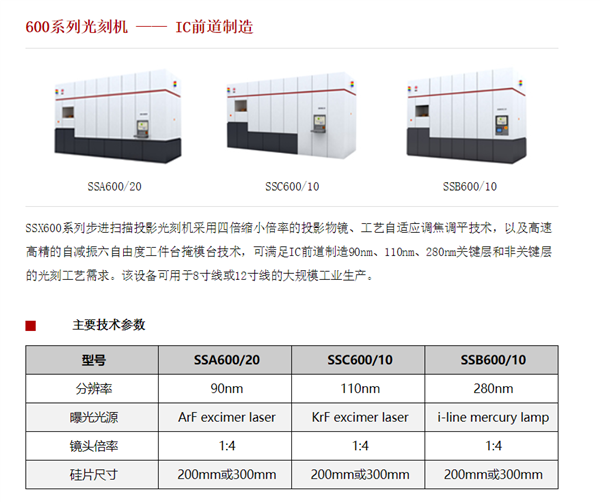 600系列光刻机 —— IC前道制造
SSA600/20 SSC600/10 SSB600/10
SSX600系列步进扫描投影光刻机采用四倍缩小倍率的投影物镜、工艺自适应调焦调平技术，以及高速
高精的自减振六自由度工件台掩模台技术，可满足IC前道制造90nm、110nm、280nm关键层和非关键层
的光刻工艺需求。该设备可用于8寸线或12寸线的大规模工业生产。
主要技术参数
型号 SSA600/20 SSC600/10 SSB600/10
分辨率 90nm 110nm 280nm
曝光光源 ArF excimer laser KrF excimer laser i-line mercury lamp
镜头倍率 1:4 1:4 1:4
硅片尺寸 200mm或300mm 200mm或300mm 200mm或300mm